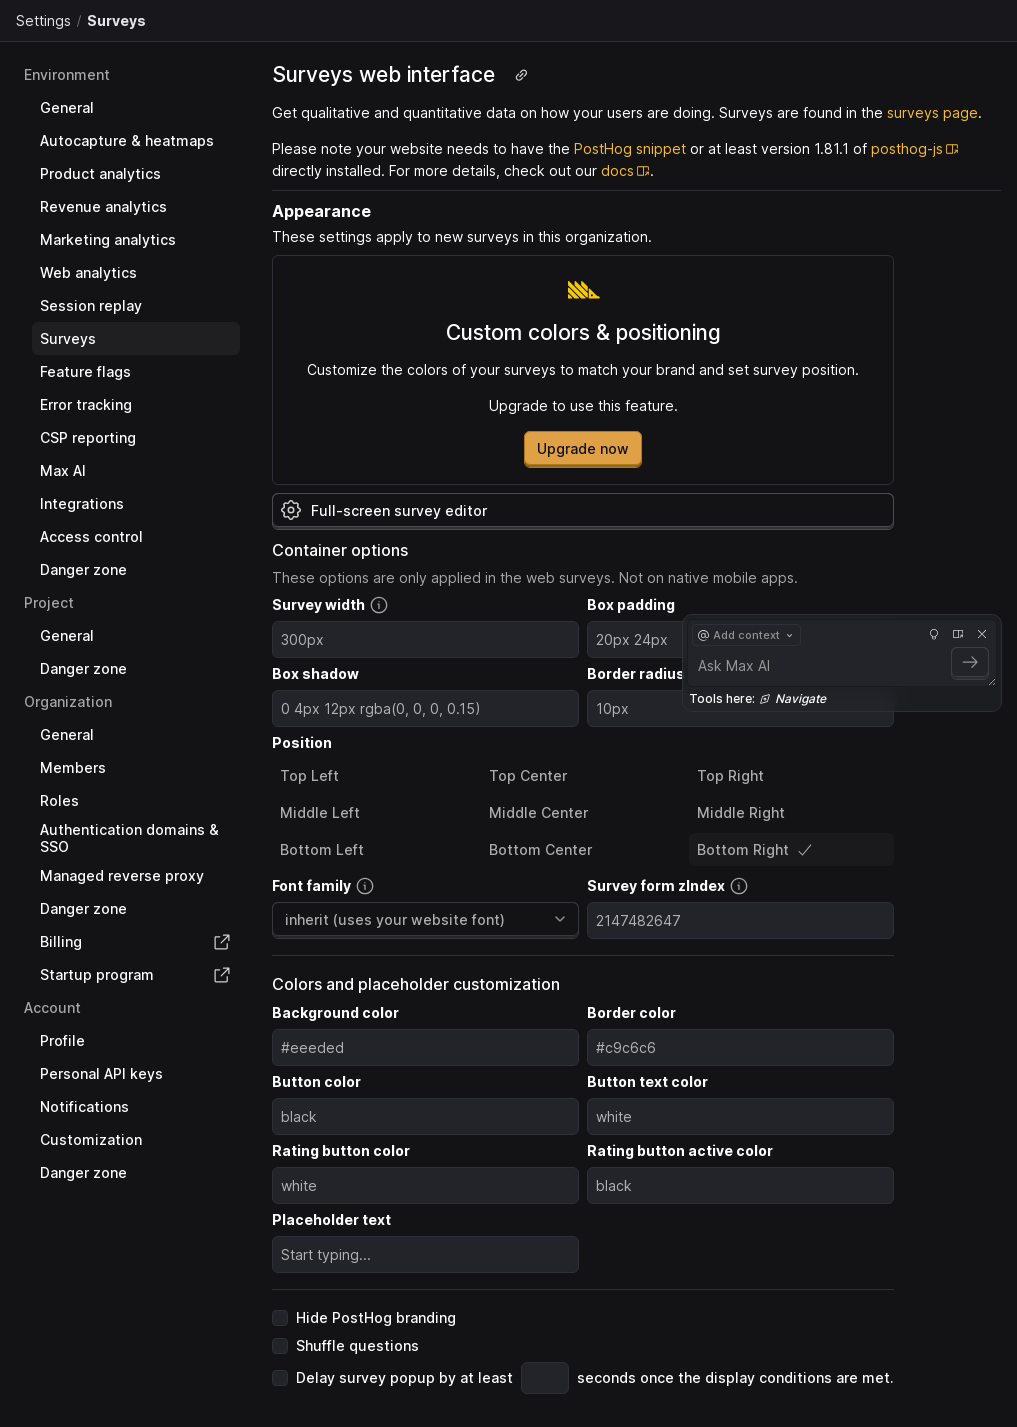 Settings / Surveys
Environment
General
Autocapture & heatmaps
Product analytics
Revenue analytics
Marketing analytics
Web analytics
Session replay
Surveys
Feature flags
Error tracking
CSP reporting
Max AI
Integrations
Access control
Danger zone
Project
General
Danger zone
Organization
General
Members
Roles
Authentication domains &
SSO
Managed reverse proxy
Danger zone
Billing
Startup program
Account
Profile
Personal API keys
Notifications
Customization
Danger zone
Surveys web interface
Get qualitative and quantitative data on how your users are doing. Surveys are found in the surveys page.
Please note your website needs to have the PostHog snippet or at least version 1.81.1 of posthog-js
directly installed. For more details, check out our docs.
Appearance
These settings apply to new surveys in this organization.
Custom colors & positioning
Customize the colors of your surveys to match your brand and set survey position.
Upgrade to use this feature.
Upgrade now
Full-screen survey editor
Container options
These options are only applied in the web surveys. Not on native mobile apps.
Survey width
Box padding
300px
20px 24px
Box shadow
Border radius
0 4px 12px rgba(0, 0, 0, 0.15)
10px
@ Add context
Ask Max AI
Tools here: Navigate
Position
Top Left
Top Center
Top Right
Middle Left
Middle Center
Middle Right
Bottom Left
Bottom Center
Bottom Right
Font family
Survey form zIndex
inherit (uses your website font)
2147482647
Colors and placeholder customization
Background color
Border color
#eeeded
#c9c6c6
Button color
Button text color
black
white
Rating button color
Rating button active color
white
black
Placeholder text
Start typing...
Hide PostHog branding
Shuffle questions
Delay survey popup by at least seconds once the display conditions are met.